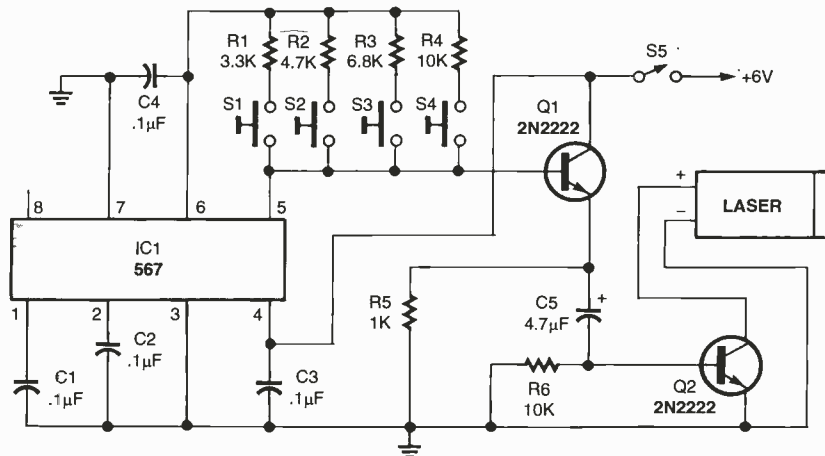 R1
3.3K
R2
4.7K
R3
6.8K
R4
10K
S5
+6V
C4
.1µF
S1
S2
S3
S4
Q1
2N2222
+
−
LASER
8
7
6
5
IC1
567
1
2
3
4
R5
1K
C5
+
4.7µF
C2
.1µF
C1
.1µF
C3
.1µF
R6
10K
Q2
2N2222